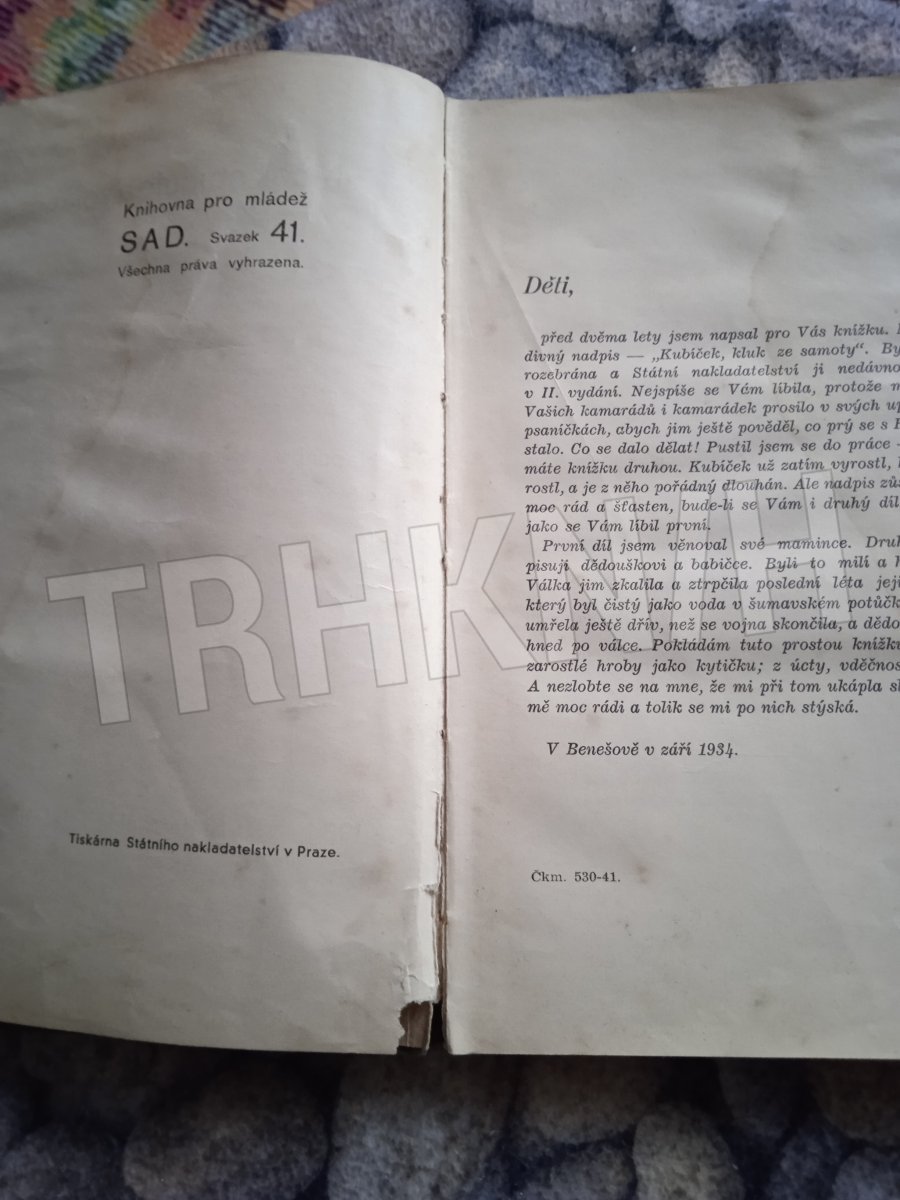 Knihovna pro mládež
SAD. Svazek 41.
Všechna práva vyhrazena.
Tiskárna Státního nakladatelství v Praze.
Děti,
před dvěma lety jsem napsal pro Vás knížku.
divný nadpis — „Kubíček, kluk ze samoty“.
rozebrána a Státní nakladatelství ji nedávno
v II. vydání. Nejspíše se Vám líbila, protože
Vašich kamarádů i kamarádek prosilo v svých
psaníčkách, abych jim ještě pověděl, co prý se s
stalo. Co se dalo dělat! Pustil jsem se do práce
máte knížku druhou. Kubíček už zatím vyrostl,
rostl, a je z něho pořádný dlouhán. Ale nadpis
moc rád a šťasten, bude-li se Vám i druhý díl
jako se Vám líbil první.
První díl jsem věnoval své mamince.
pisuji dědouškovi a babičce. Byli to milí a
Válka jim zkalila a ztrpčila poslední léta
který byl čistý jako voda v šumavském
umřela ještě dřív, než se vojna skončila, a
hned po válce. Pokládám tuto prostou
zarostlé hroby jako kytičku; z úcty,
A nezlobte se na mne, že mi při tom ukápla
mě moc rádi a tolik se mi po nich stýská.
V Benešově v září 1934.
Čkm. 530-41.